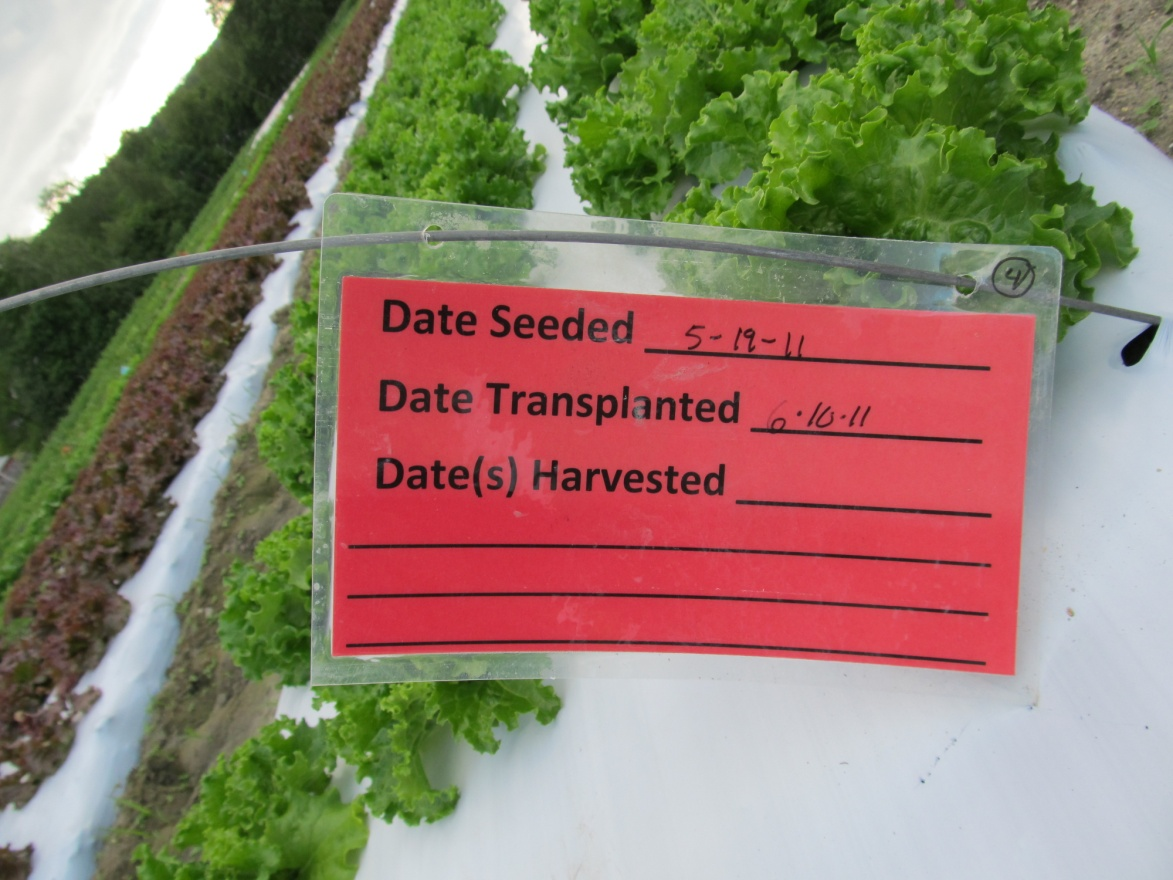 4
Date Seeded 5-19-11
Date Transplanted 6·10·11
Date(s) Harvested